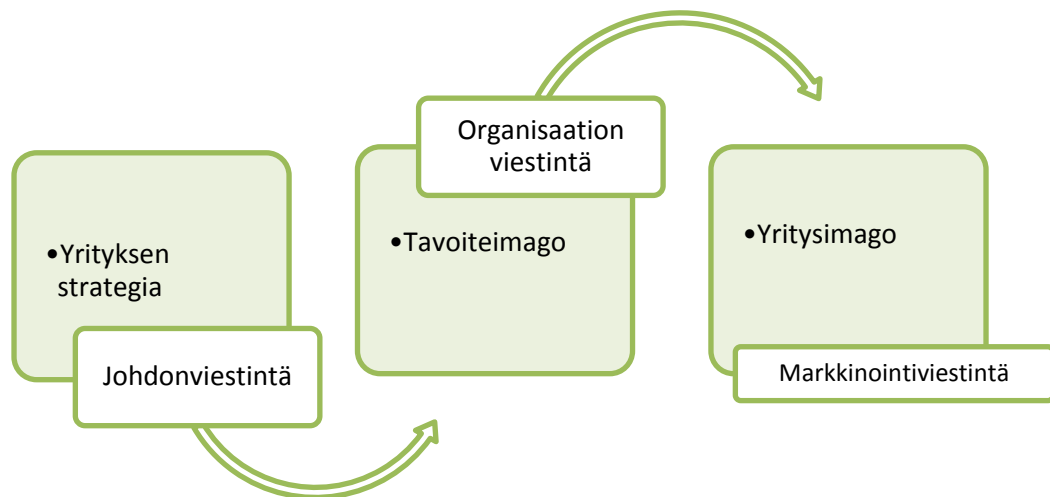 •Yrityksen
strategia
Johdonviestintä
Organisaation
viestintä
•Tavoiteimago
•Yritysimago
Markkinointiviestintä